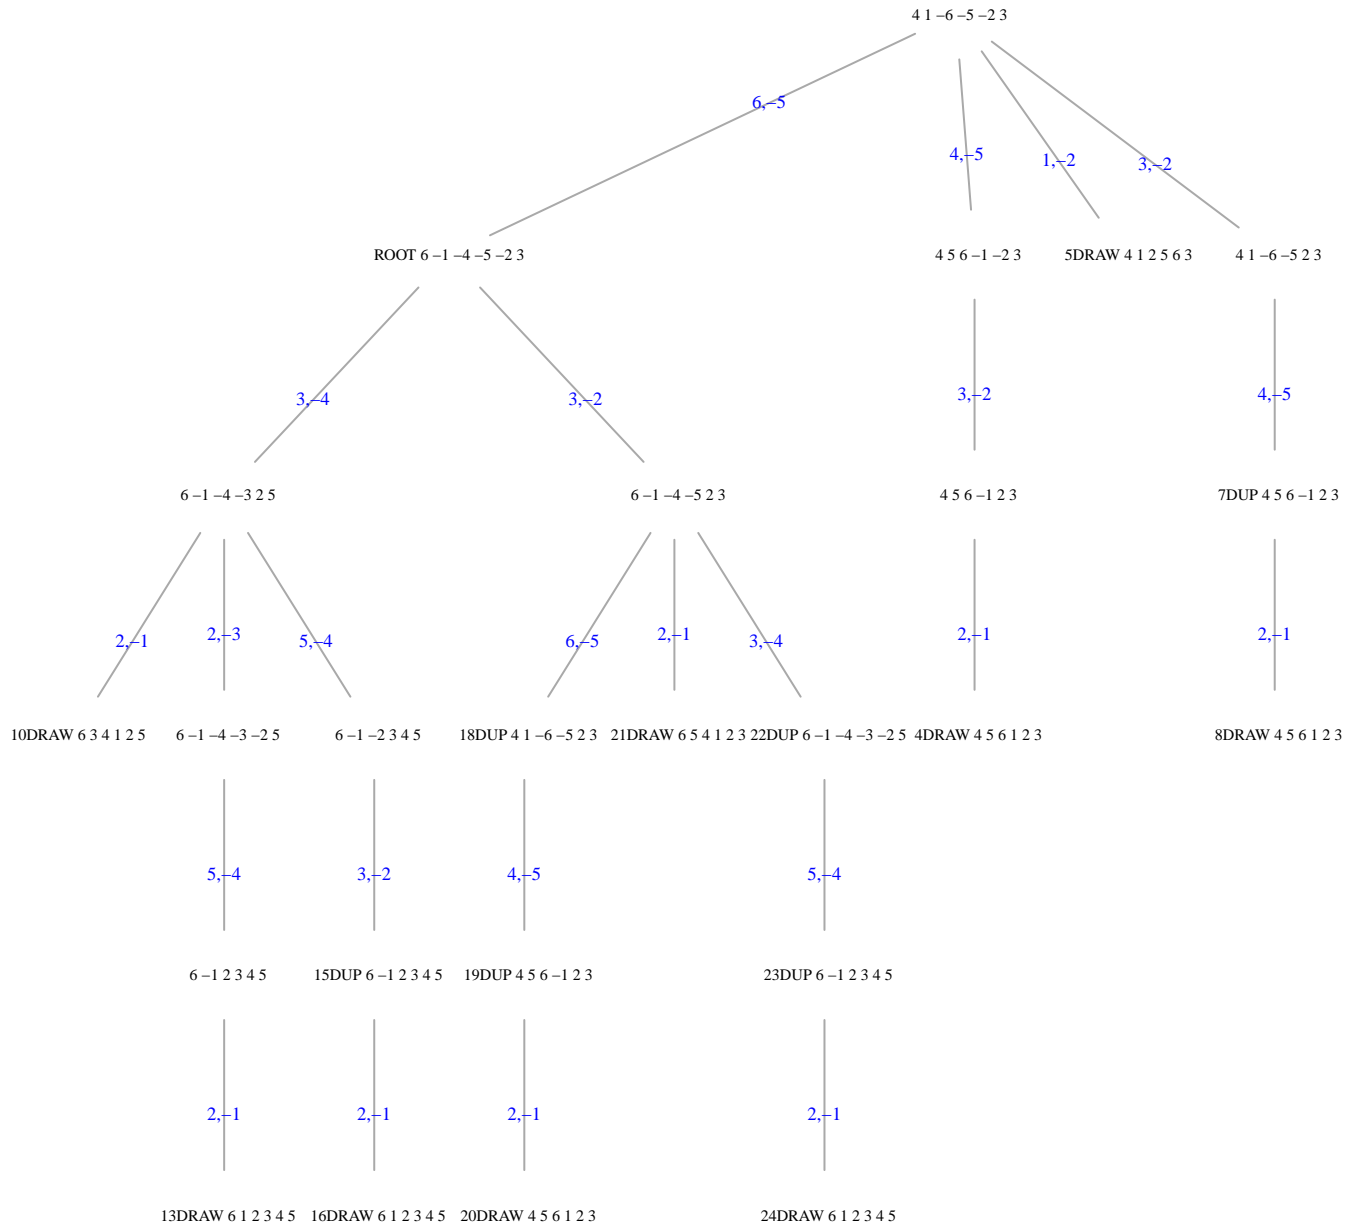 4 1 –6 –5 –2 3
6,–5
4,–5
1,–2
3,–2
ROOT 6 –1 –4 –5 –2 3
4 5 6 –1 –2 3
5DRAW 4 1 2 5 6 3
4 1 –6 –5 2 3
3,–4
3,–2
3,–2
4,–5
6 –1 –4 –3 2 5
6 –1 –4 –5 2 3
4 5 6 –1 2 3
7DUP 4 5 6 –1 2 3
2,–1
2,–3
5,–4
6,–5
2,–1
3,–4
2,–1
2,–1
10DRAW 6 3 4 1 2 5
6 –1 –4 –3 –2 5
6 –1 –2 3 4 5
18DUP 4 1 –6 –5 2 3
21DRAW 6 5 4 1 2 3
22DUP 6 –1 –4 –3 –2 5
4DRAW 4 5 6 1 2 3
8DRAW 4 5 6 1 2 3
5,–4
3,–2
4,–5
5,–4
6 –1 2 3 4 5
15DUP 6 –1 2 3 4 5
19DUP 4 5 6 –1 2 3
23DUP 6 –1 2 3 4 5
2,–1
2,–1
2,–1
2,–1
13DRAW 6 1 2 3 4 5
16DRAW 6 1 2 3 4 5
20DRAW 4 5 6 1 2 3
24DRAW 6 1 2 3 4 5